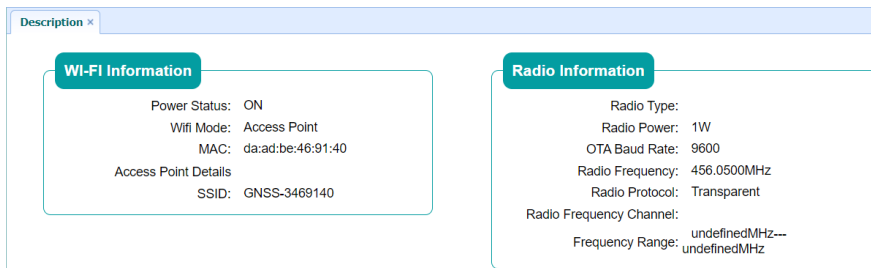 Description ×
WI-FI Information
Power Status: ON
Wifi Mode: Access Point
MAC: da:ad:be:46:91:40
Access Point Details
SSID: GNSS-3469140
Radio Information
Radio Type:
Radio Power: 1W
OTA Baud Rate: 9600
Radio Frequency: 456.0500MHz
Radio Protocol: Transparent
Radio Frequency Channel:
Frequency Range: undefinedMHz---
undefinedMHz